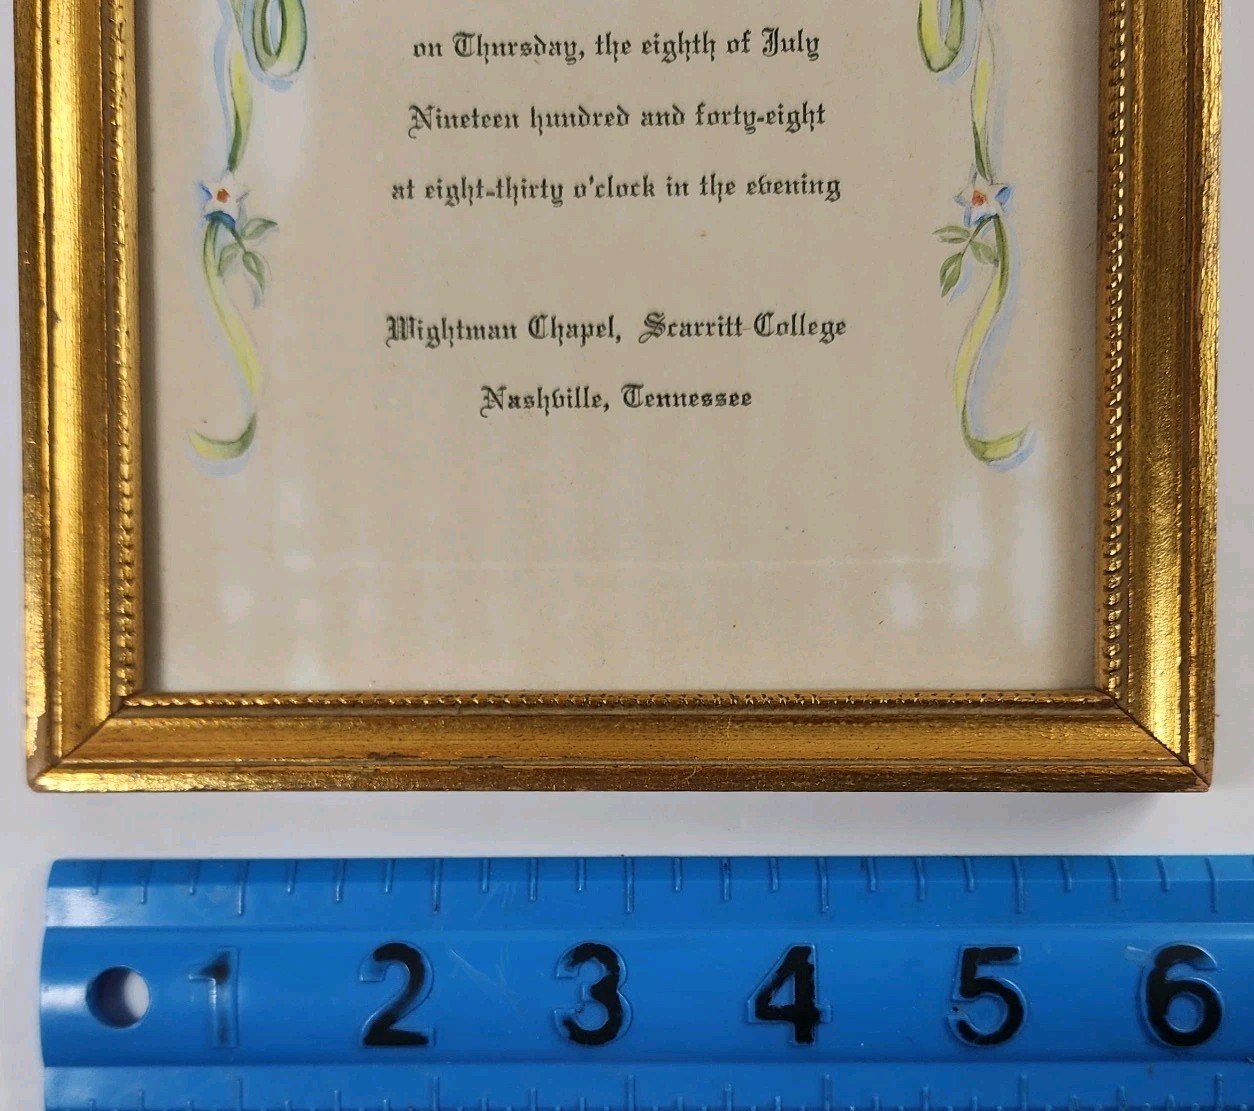 on Thursday, the eighth of July
Nineteen hundred and forty-eight
at eight-thirty o'clock in the evening
Wightman Chapel, Scarritt College
Nashville, Tennessee
1 2 3 4 5 6